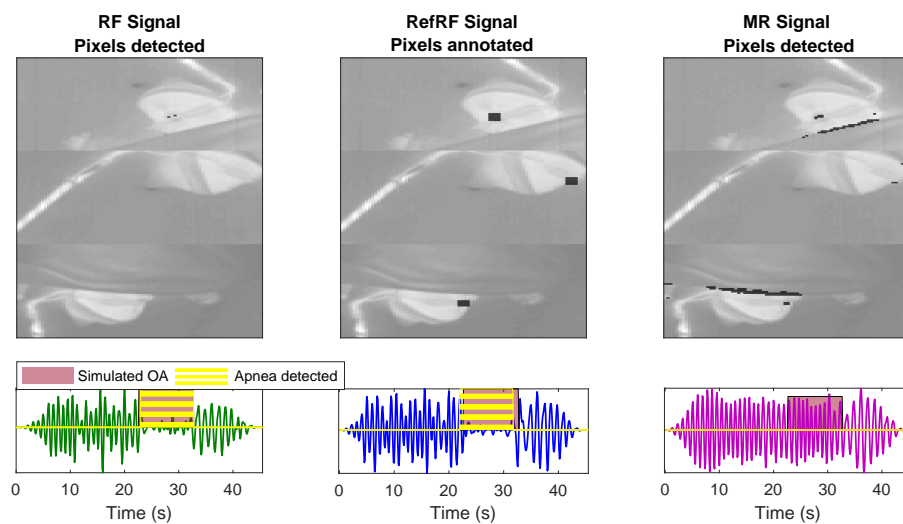 RF Signal
Pixels detected
RefRF Signal
Pixels annotated
MR Signal
Pixels detected
Simulated OA
Apnea detected
0 10 20 30 40
Time (s)
0 10 20 30 40
Time (s)
0 10 20 30 40
Time (s)